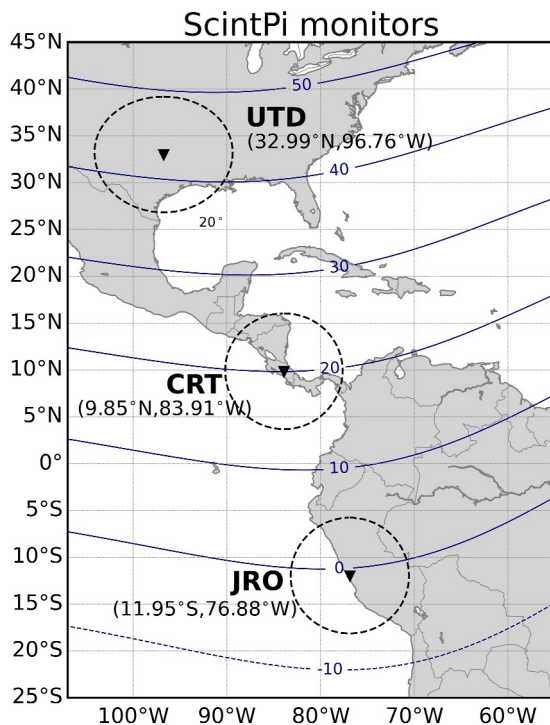 ScintPi monitors
45°N
40°N
50
UTD
(32.99°N,96.76°W)
35°N
40
30°N
25°N
20°
30
20°N
15°N
20
10°N
CRT
(9.85°N,83.91°W)
5°N
10
0°
5°S
10°S
0
JRO
(11.95°S,76.88°W)
15°S
20°S
-10
25°S
100°W 90°W 80°W 70°W 60°W